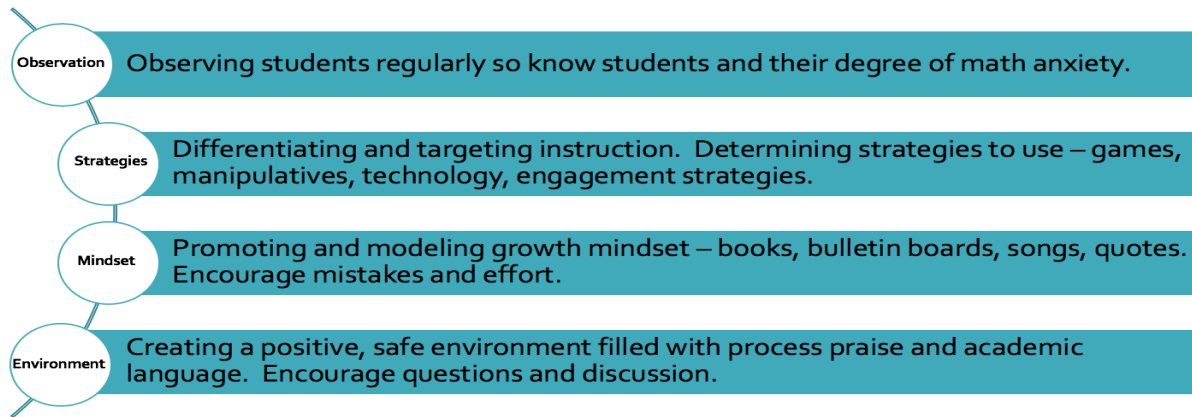 Observation
Observing students regularly so know students and their degree of math anxiety.
Strategies
Differentiating and targeting instruction.  Determining strategies to use – games,
manipulatives, technology, engagement strategies.
Mindset
Promoting and modeling growth mindset – books, bulletin boards, songs, quotes.
Encourage mistakes and effort.
Environment
Creating a positive, safe environment filled with process praise and academic
language.  Encourage questions and discussion.